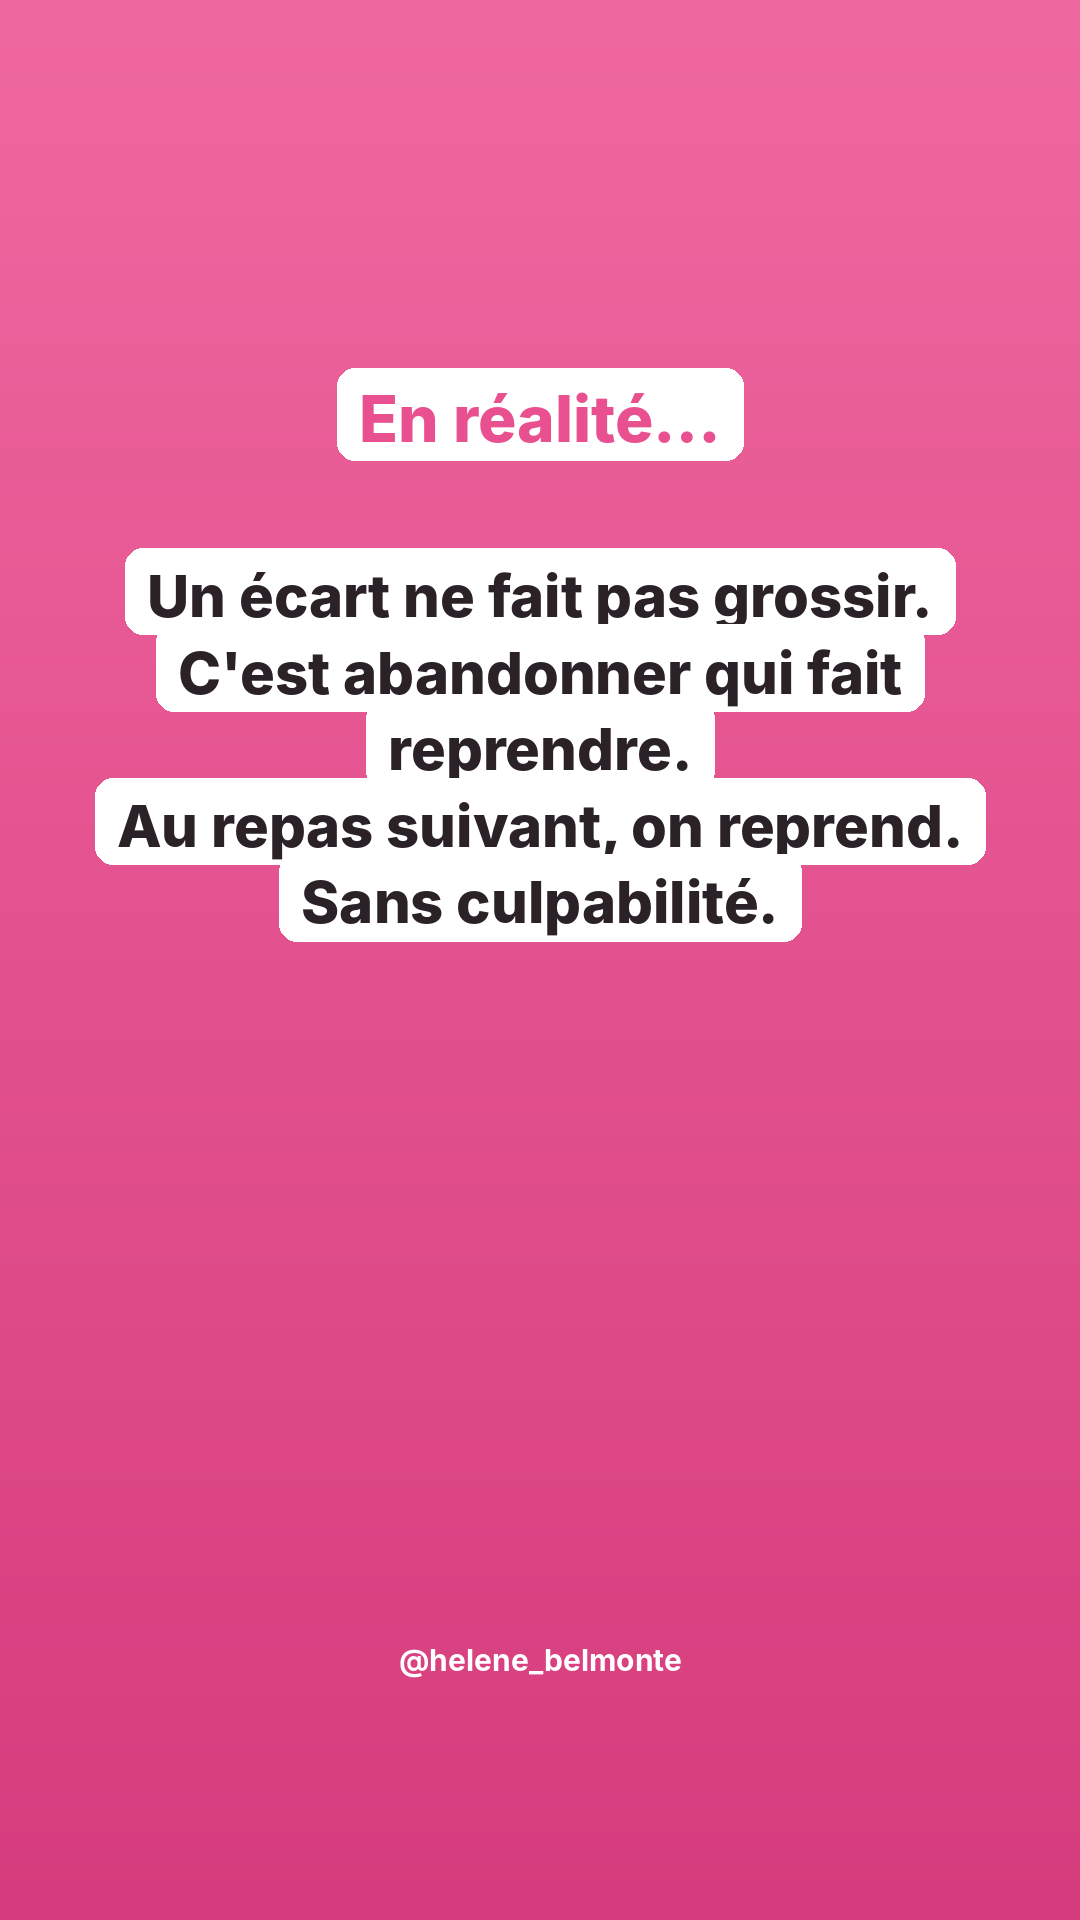 En réalité...
Un écart ne fait pas grossir.
C'est abandonner qui fait
reprendre.
Au repas suivant, on reprend.
Sans culpabilité.
@helene_belmonte